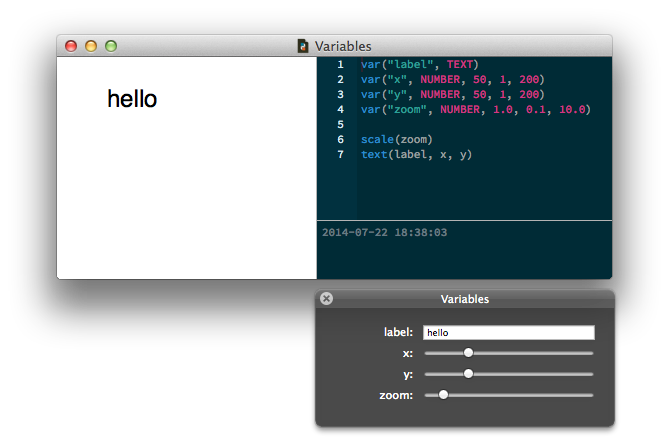 Variables
hello
1 var("label", TEXT)
2 var("x", NUMBER, 50, 1, 200)
3 var("y", NUMBER, 50, 1, 200)
4 var("zoom", NUMBER, 1.0, 0.1, 10.0)
5
6 scale(zoom)
7 text(label, x, y)
2014-07-22 18:38:03
Variables
label: hello
x:
y:
zoom: